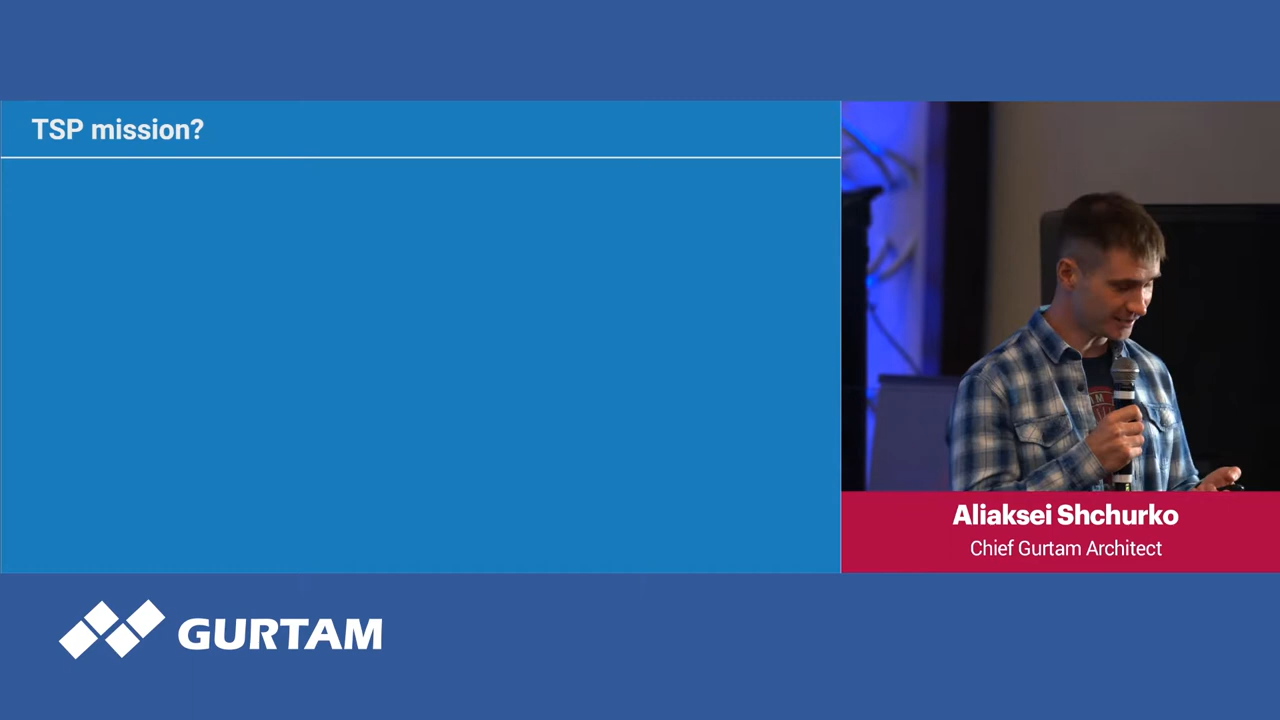 TSP mission?
Aliaksei Shchurko
Chief Gurtam Architect
GURTAM